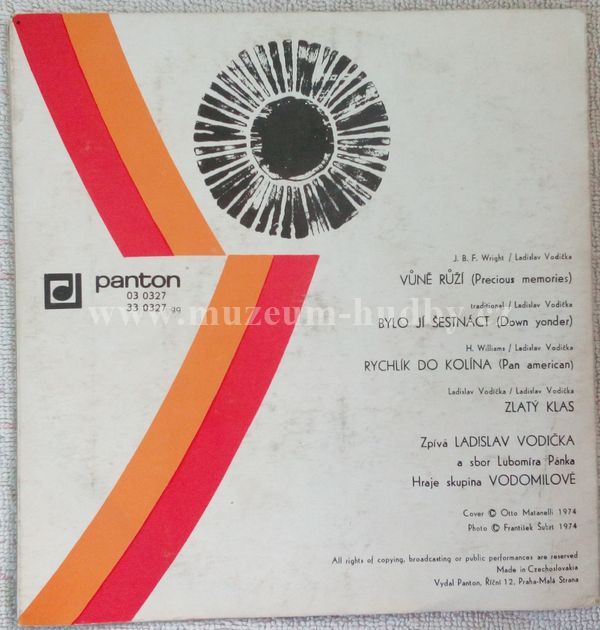 J. B. F. Wright / Ladislav Vodička
VŮNĚ RŮŽÍ (Precious memories)
traditional / Ladislav Vodička
BYLO JÍ ŠESTNÁCT (Down yonder)
H. Williams / Ladislav Vodička
RYCHLÍK DO KOLÍNA (Pan american)
Ladislav Vodička / Ladislav Vodička
ZLATÝ KLAS
panton
03 0327
33 0327 gg
www.muzeum-hudby.cz
Zpívá LADISLAV VODIČKA
a sbor Lubomíra Pánka
Hraje skupina VODOMILOVÉ
Cover © Otto Matanelli 1974
Photo © František Šubrt 1974
All rights of copying, broadcasting or public performances are reserved
Made in Czechoslovakia
Vydal Panton, Říční 12, Praha-Malá Strana